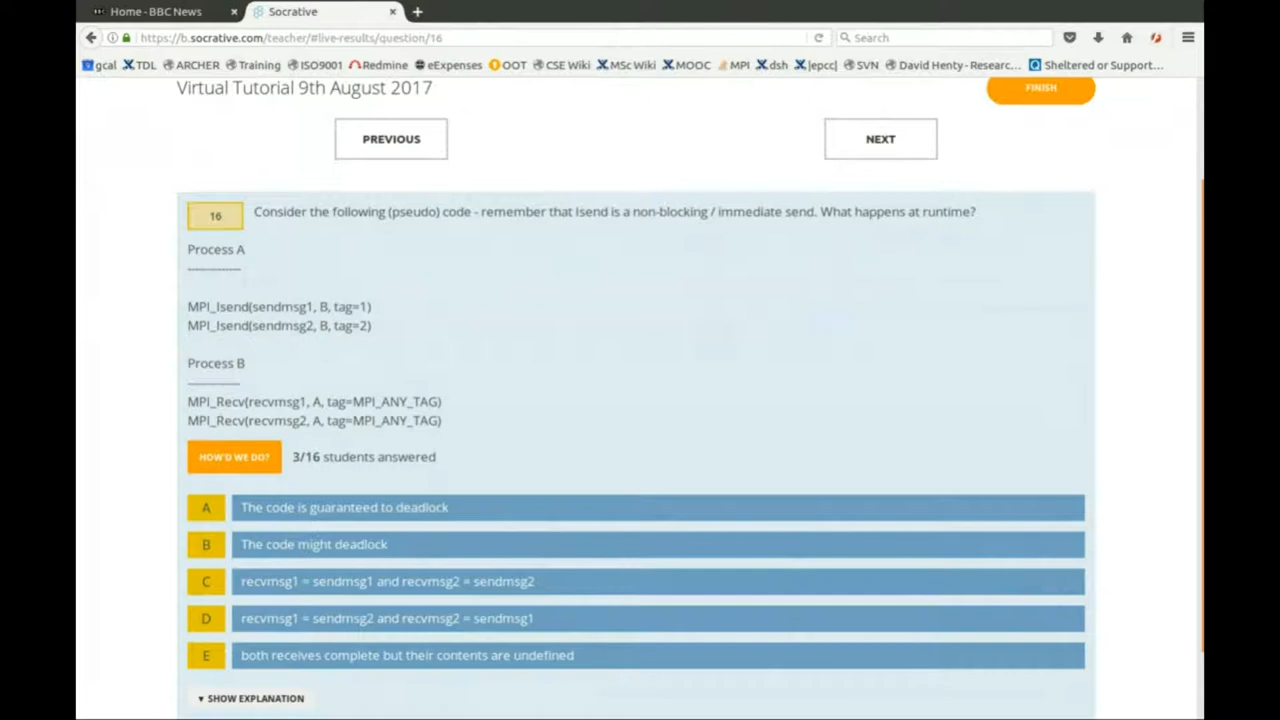 Home - BBC News
Socrative
https://b.socrative.com/teacher/#live-results/question/16
Search
gcal TDL ARCHER Training ISO9001 Redmine eExpenses OOT CSE Wiki MSc Wiki MOOC MPI dsh jepcc| SVN David Henty - Researc... Sheltered or Support...
Virtual Tutorial 9th August 2017
FINISH
PREVIOUS
NEXT
16
Consider the following (pseudo) code - remember that Isend is a non-blocking / immediate send. What happens at runtime?
Process A
--------------
MPI_Isend(sendmsg1, B, tag=1)
MPI_Isend(sendmsg2, B, tag=2)
Process B
--------------
MPI_Recv(recvmsg1, A, tag=MPI_ANY_TAG)
MPI_Recv(recvmsg2, A, tag=MPI_ANY_TAG)
HOW'D WE DO?
3/16 students answered
A The code is guaranteed to deadlock
B The code might deadlock
C recvmsg1 = sendmsg1 and recvmsg2 = sendmsg2
D recvmsg1 = sendmsg2 and recvmsg2 = sendmsg1
E both receives complete but their contents are undefined
▼ SHOW EXPLANATION